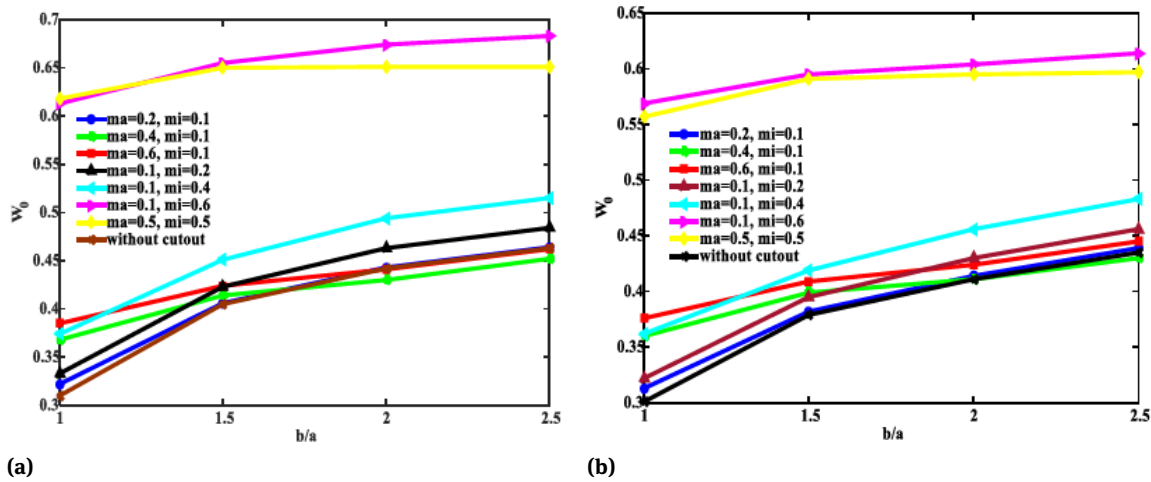 0.7
0.65
0.6
0.55
0.5
0.45
0.4
0.35
0.3
W0
ma=0.2, mi=0.1
ma=0.4, mi=0.1
ma=0.6, mi=0.1
ma=0.1, mi=0.2
ma=0.1, mi=0.4
ma=0.1, mi=0.6
ma=0.5, mi=0.5
without cutout
1 1.5 2 2.5
b/a
(a)
0.65
0.6
0.55
0.5
0.45
0.4
0.35
0.3
W0
ma=0.2, mi=0.1
ma=0.4, mi=0.1
ma=0.6, mi=0.1
ma=0.1, mi=0.2
ma=0.1, mi=0.4
ma=0.1, mi=0.6
ma=0.5, mi=0.5
without cutout
1 1.5 2 2.5
b/a
(b)